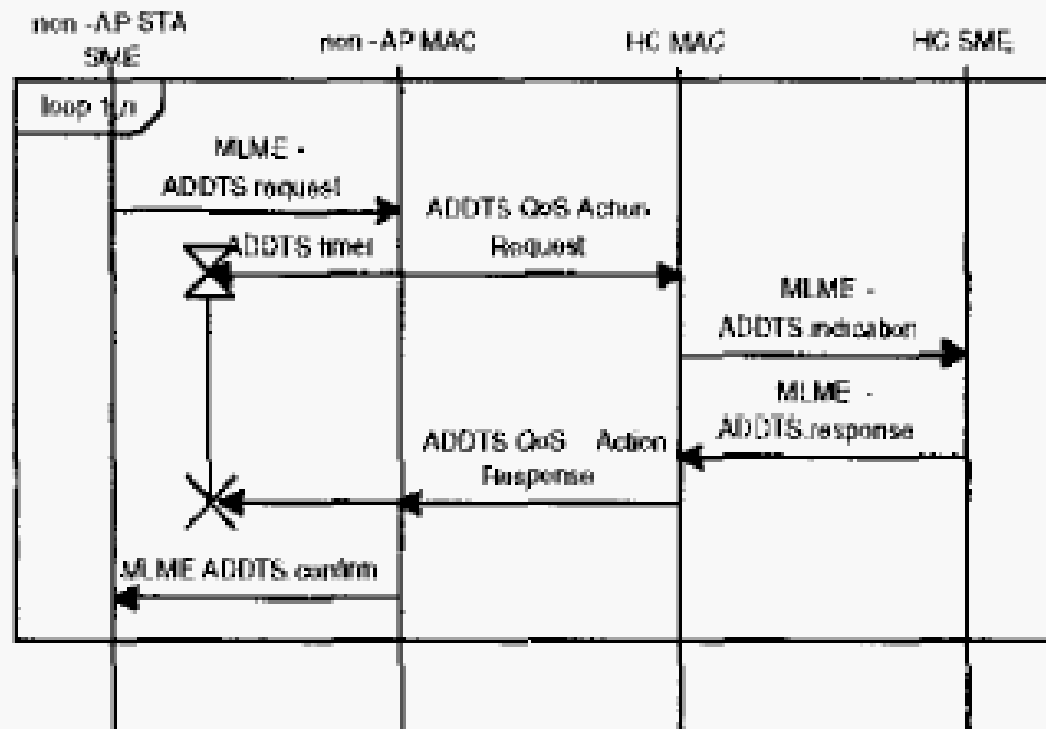 non -AP STA
SME
non -AP MAC
HC MAC
HC SME
loop
MLME -
ADDTS.request
ADDTS QoS Action
Request
ADDTS timer
MLME -
ADDTS.indication
MLME -
ADDTS.response
ADDTS QoS Action
Response
MLME ADDTS.confirm